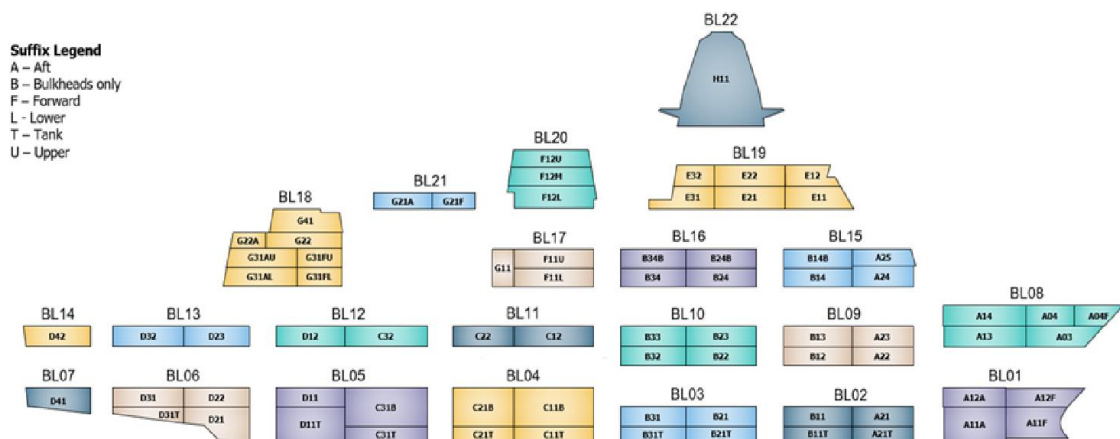 BL22
Suffix Legend
A – Aft
B – Bulkheads only
F – Forward
L - Lower
T – Tank
U – Upper
H11
BL20
F12U
F12M
F12L
BL19
E32 E22 E12
E31 E21 E11
BL21
G21A G21F
BL18
G41
G22A G22
G31AU G31FU
G31AL G31FL
BL17
G11 F11U
F11L
BL16
B34B B24B
B34 B24
BL15
B14B A25
B14 A24
BL14
D42
BL13
D32 D23
BL12
D12 C32
BL11
C22 C12
BL10
B33 B23
B32 B22
BL09
B13 A23
B12 A22
BL08
A14 A04 A04F
A13 A03
BL07
D41
BL06
D31 D22
D31T D21
BL05
D11 C31B
D11T C31T
BL04
C21B C11B
C21T C11T
BL03
B31 B21
B31T B21T
BL02
B11 A21
B11T A21T
BL01
A12A A12F
A11A A11F